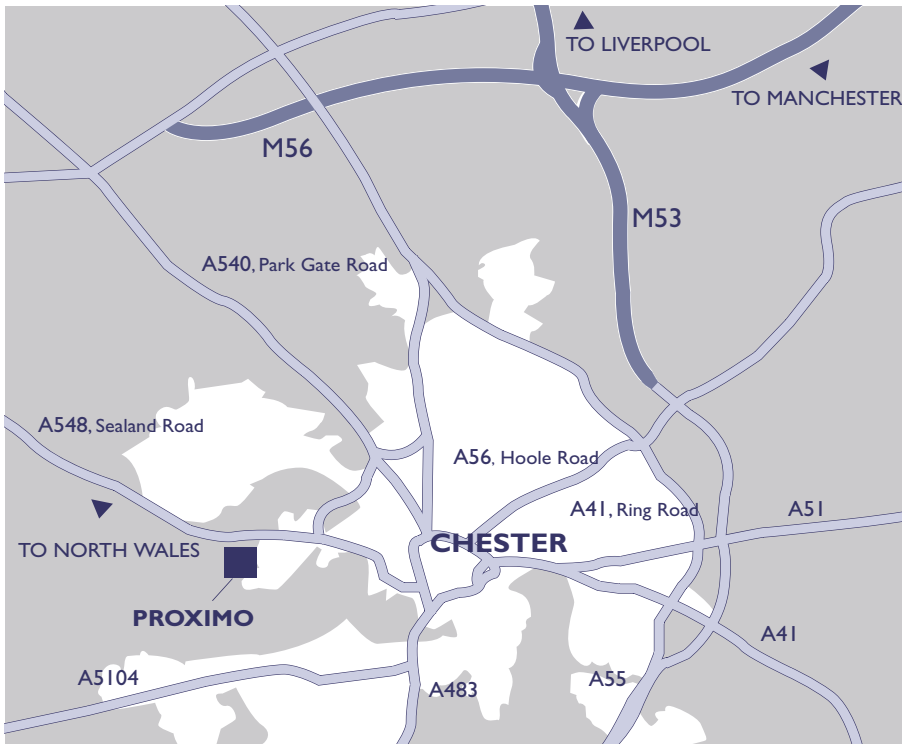 TO LIVERPOOL
TO MANCHESTER
M56
M53
A540, Park Gate Road
A548, Sealand Road
A56, Hoole Road
A41, Ring Road
A51
CHESTER
TO NORTH WALES
PROXIMO
A41
A5104
A483
A55